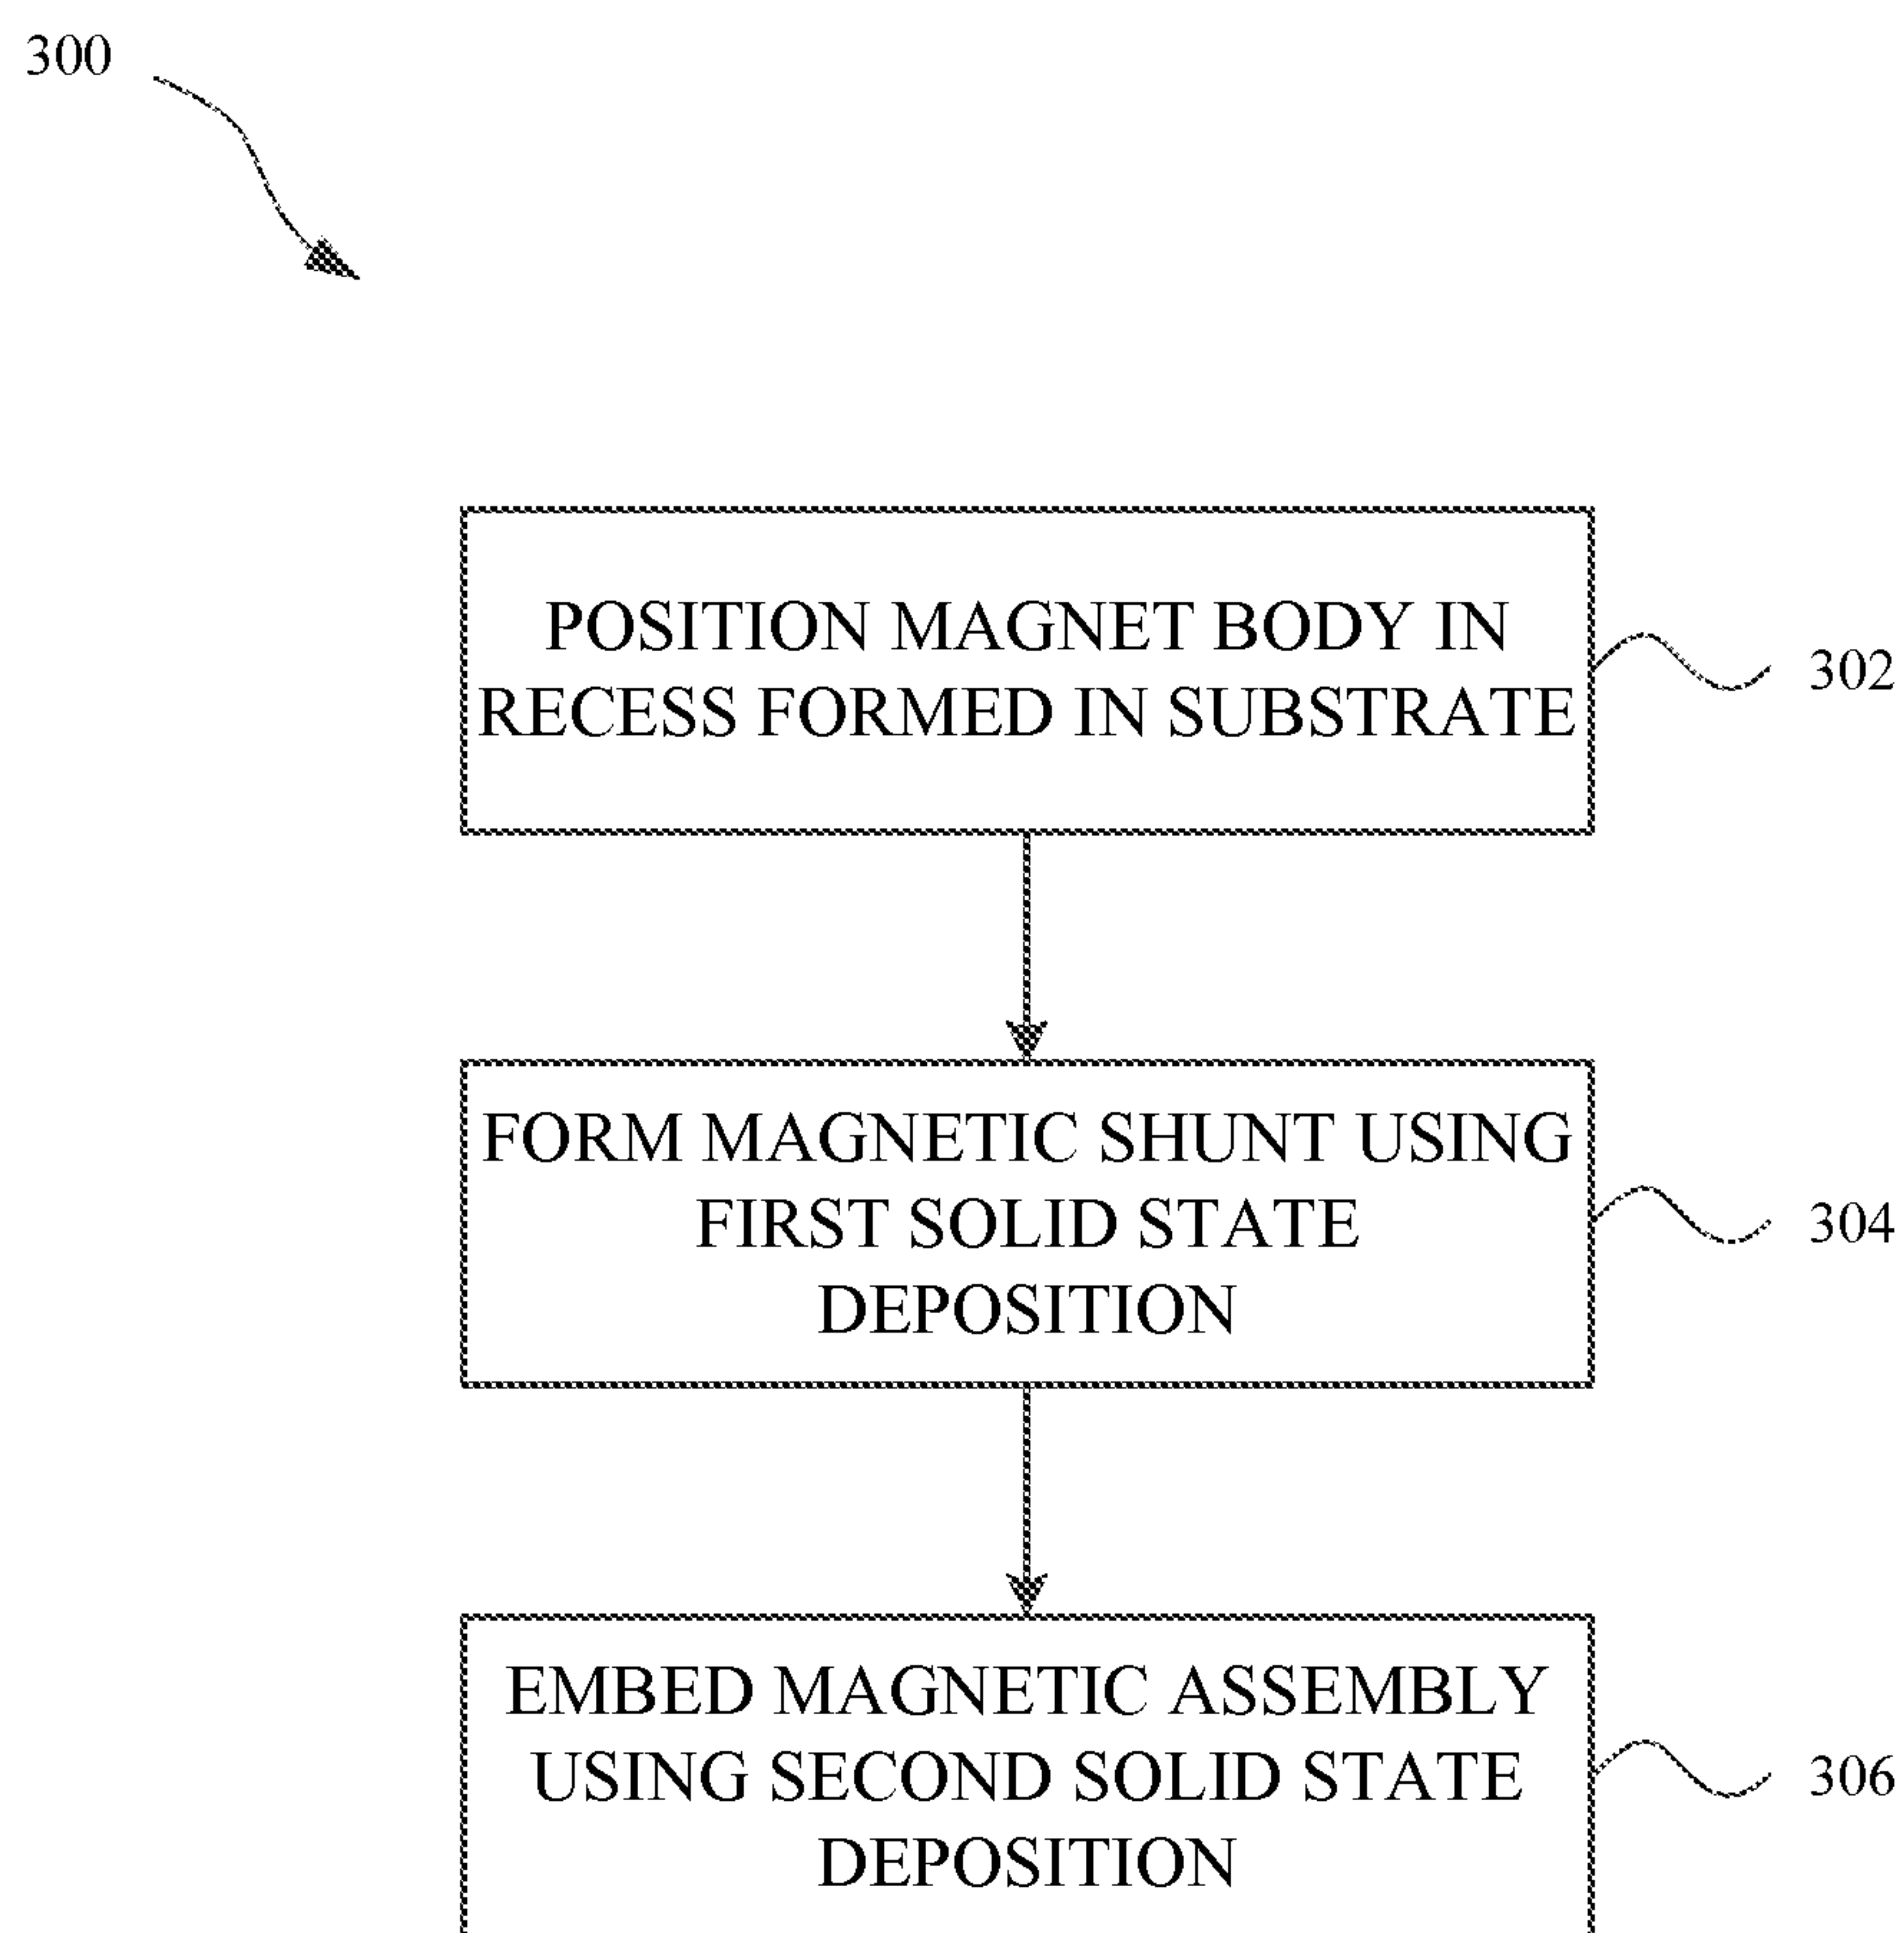 300
POSITION MAGNET BODY IN
RECESS FORMED IN SUBSTRATE
302
FORM MAGNETIC SHUNT USING
FIRST SOLID STATE
DEPOSITION
304
EMBED MAGNETIC ASSEMBLY
USING SECOND SOLID STATE
DEPOSITION
306